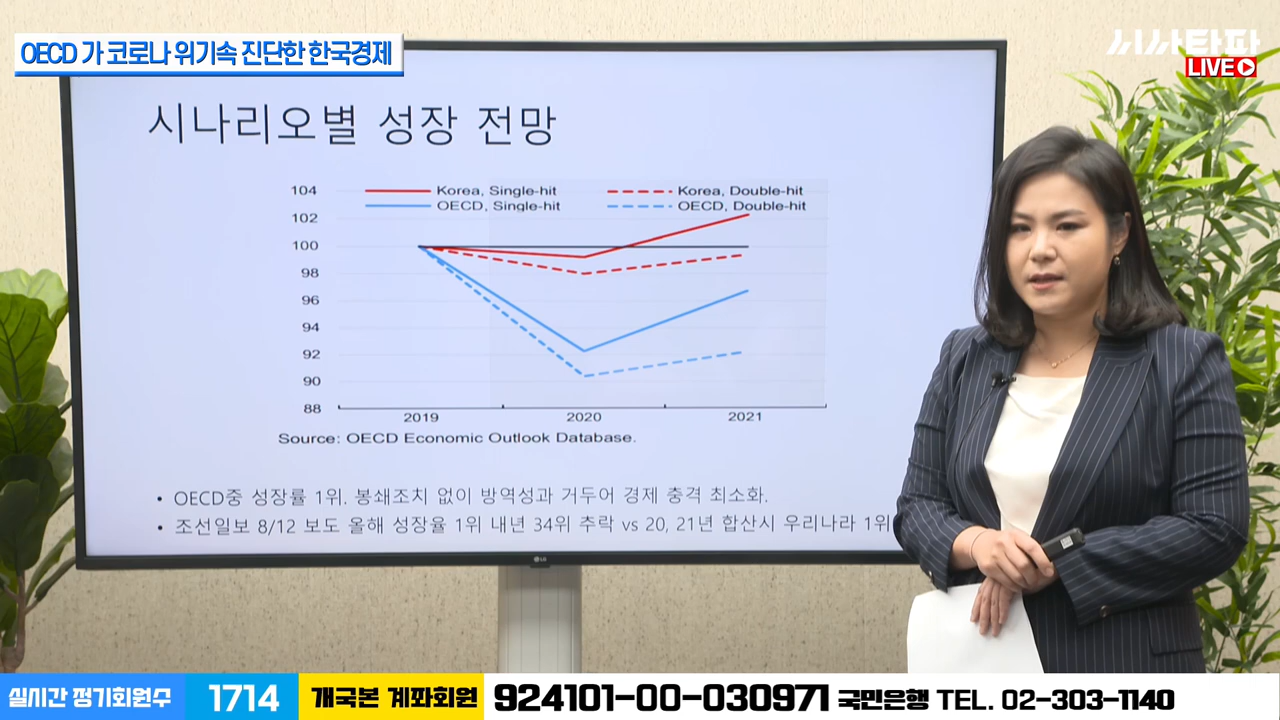 OECD 가 코로나 위기속 진단한 한국경제
시사타파
LIVE
시나리오별 성장 전망
104
102
100
98
96
94
92
90
88
Korea, Single-hit
Korea, Double-hit
OECD, Single-hit
OECD, Double-hit
2019 2020 2021
Source: OECD Economic Outlook Database.
• OECD중 성장률 1위. 봉쇄조치 없이 방역성과 거두어 경제 충격 최소화.
• 조선일보 8/12 보도 올해 성장율 1위 내년 34위 추락 vs 20, 21년 합산시 우리나라 1위
LG
실시간 정기회원수 1714 개국본 계좌회원 924101-00-030971 국민은행 TEL. 02-303-1140